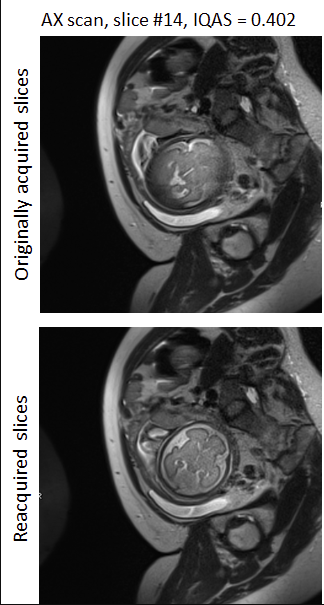 AX scan, slice #14, IQAS = 0.402
Originally acquired slices
Reacquired slices